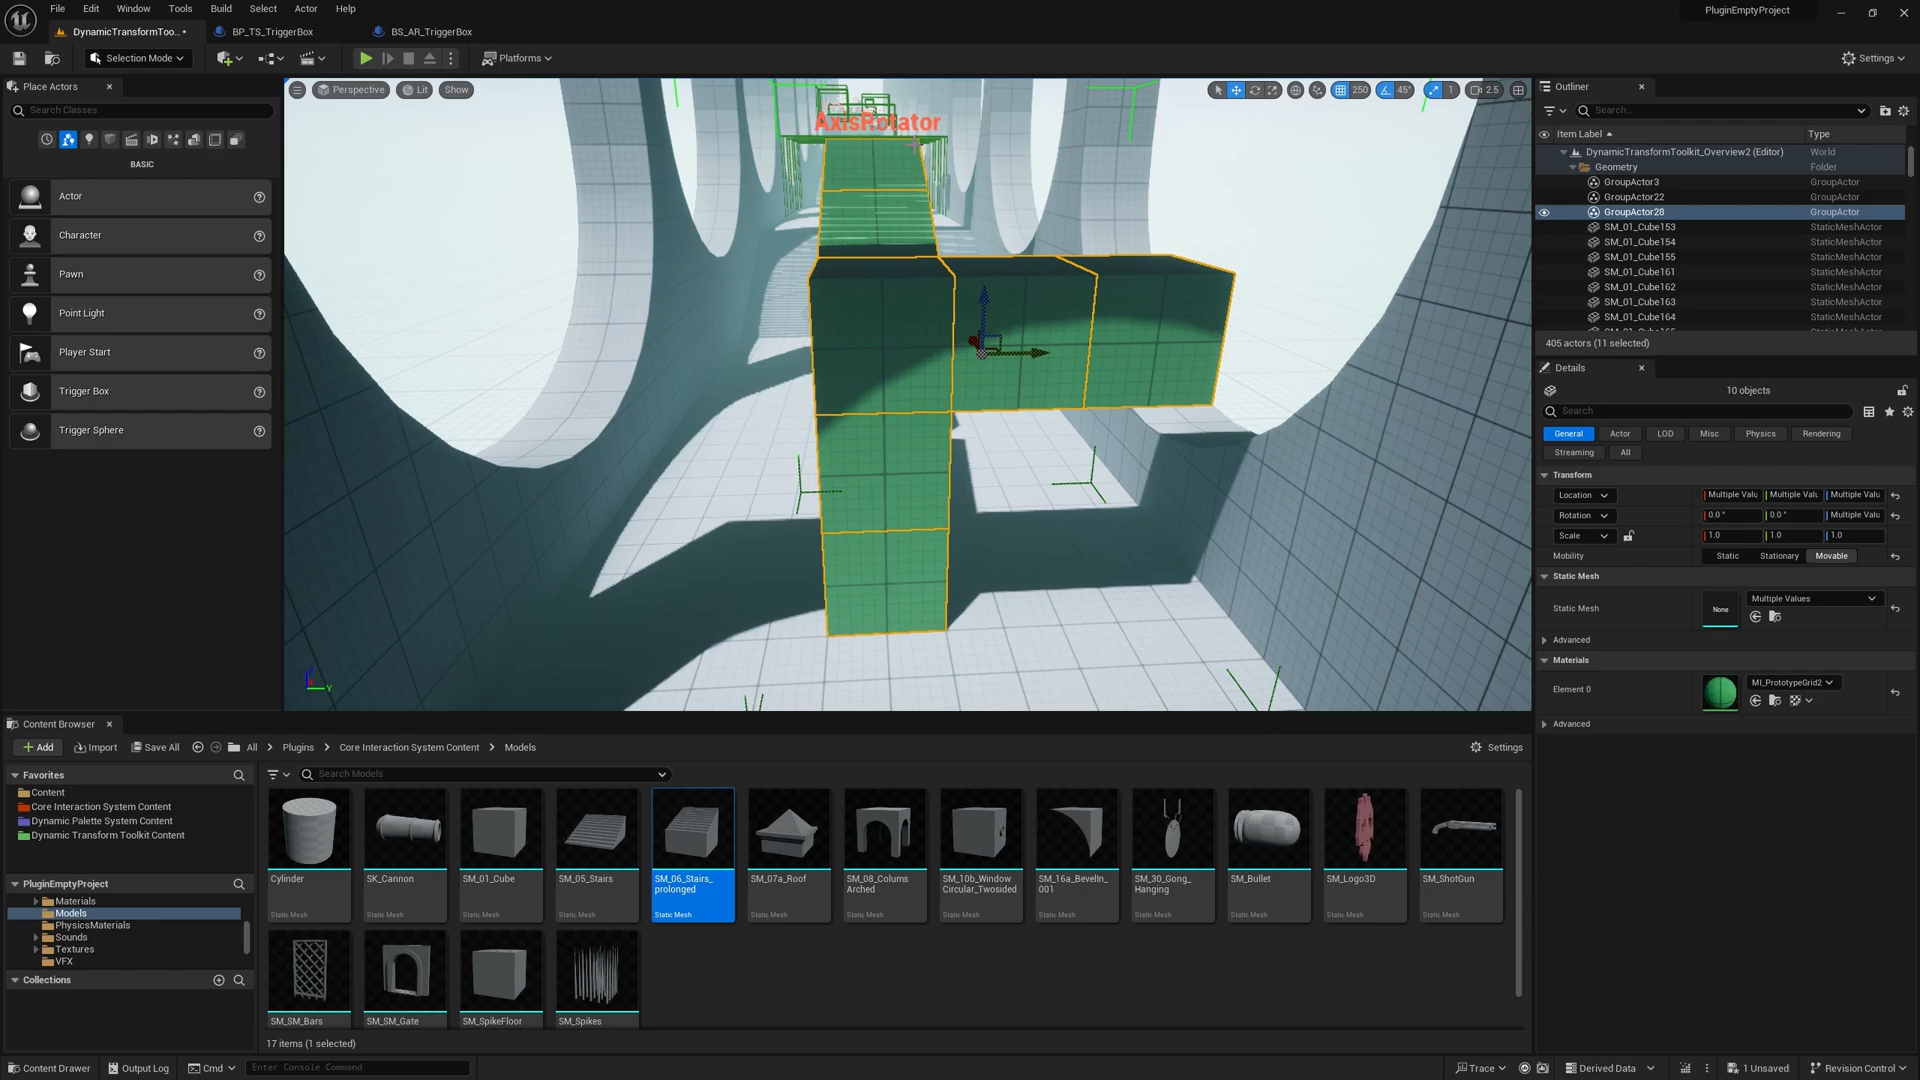 File Edit Window Tools Build Select Actor Help
PluginEmptyProject
DynamicTransformToo... •
BP_TS_TriggerBox
BS_AR_TriggerBox
Selection Mode
Platforms
Settings
Place Actors
Search Classes
BASIC
Actor
Character
Pawn
Point Light
Player Start
Trigger Box
Trigger Sphere
Perspective
Lit
Show
250
45°
1
2.5
AxisRotator
Outliner
Search...
Item Label
Type
DynamicTransformToolkit_Overview2 (Editor) World
Geometry Folder
GroupActor3 GroupActor
GroupActor22 GroupActor
GroupActor28 GroupActor
SM_01_Cube153 StaticMeshActor
SM_01_Cube154 StaticMeshActor
SM_01_Cube155 StaticMeshActor
SM_01_Cube161 StaticMeshActor
SM_01_Cube162 StaticMeshActor
SM_01_Cube163 StaticMeshActor
SM_01_Cube164 StaticMeshActor
405 actors (11 selected)
Details
10 objects
Search
General Actor LOD Misc Physics Rendering
Streaming All
Transform
Location Multiple Valu Multiple Valu Multiple Valu
Rotation 0.0 ° 0.0 ° Multiple Valu
Scale 1.0 1.0 1.0
Mobility Static Stationary Movable
Static Mesh
Static Mesh None Multiple Values
Advanced
Materials
Element 0 MI_PrototypeGrid2
Advanced
Content Browser
Add Import Save All All Plugins Core Interaction System Content Models
Settings
Favorites
Content
Core Interaction System Content
Dynamic Palette System Content
Dynamic Transform Toolkit Content
PluginEmptyProject
Materials
Models
PhysicsMaterials
Sounds
Textures
VFX
Collections
Search Models
Cylinder
Static Mesh
SK_Cannon
Static Mesh
SM_01_Cube
Static Mesh
SM_05_Stairs
Static Mesh
SM_06_Stairs_
prolonged
Static Mesh
SM_07a_Roof
Static Mesh
SM_08_Colums
Arched
Static Mesh
SM_10b_Window
Circular_Twosided
Static Mesh
SM_16a_BevelIn_
001
Static Mesh
SM_30_Gong_
Hanging
Static Mesh
SM_Bullet
Static Mesh
SM_Logo3D
Static Mesh
SM_ShotGun
Static Mesh
SM_SM_Bars
SM_SM_Gate
SM_SpikeFloor
SM_Spikes
17 items (1 selected)
Content Drawer
Output Log
Cmd
Enter Console Command
Trace
Derived Data
1 Unsaved
Revision Control